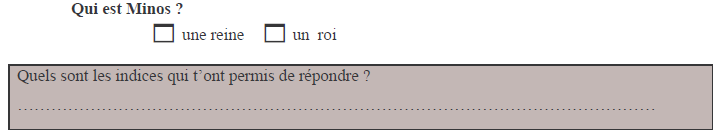 Qui est Minos ?
☐ une reine ☐ un roi
Quels sont les indices qui t'ont permis de répondre ?
……………………………………………………………………………………………………